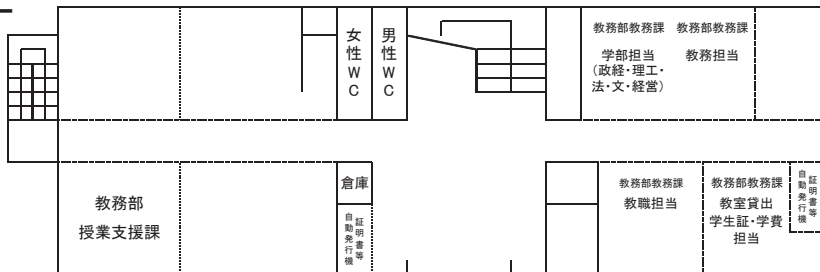 女性WC
男性WC
教務部教務課
学部担当
（政経・理工・
法・文・経営）
教務部教務課
教務担当
教務部
授業支援課
倉庫
証明書等
自動発行機
教務部教務課
教職担当
教務部教務課
教室貸出
学生証・学費
担当
証明書等
自動発行機